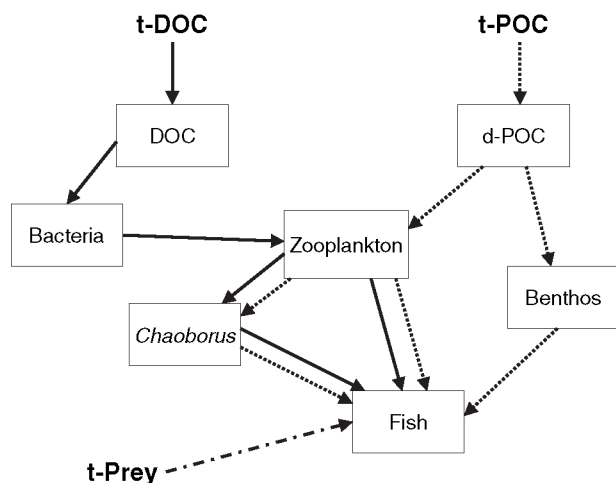 t-DOC
t-POC
DOC
d-POC
Bacteria
Zooplankton
Benthos
Chaoborus
Fish
t-Prey